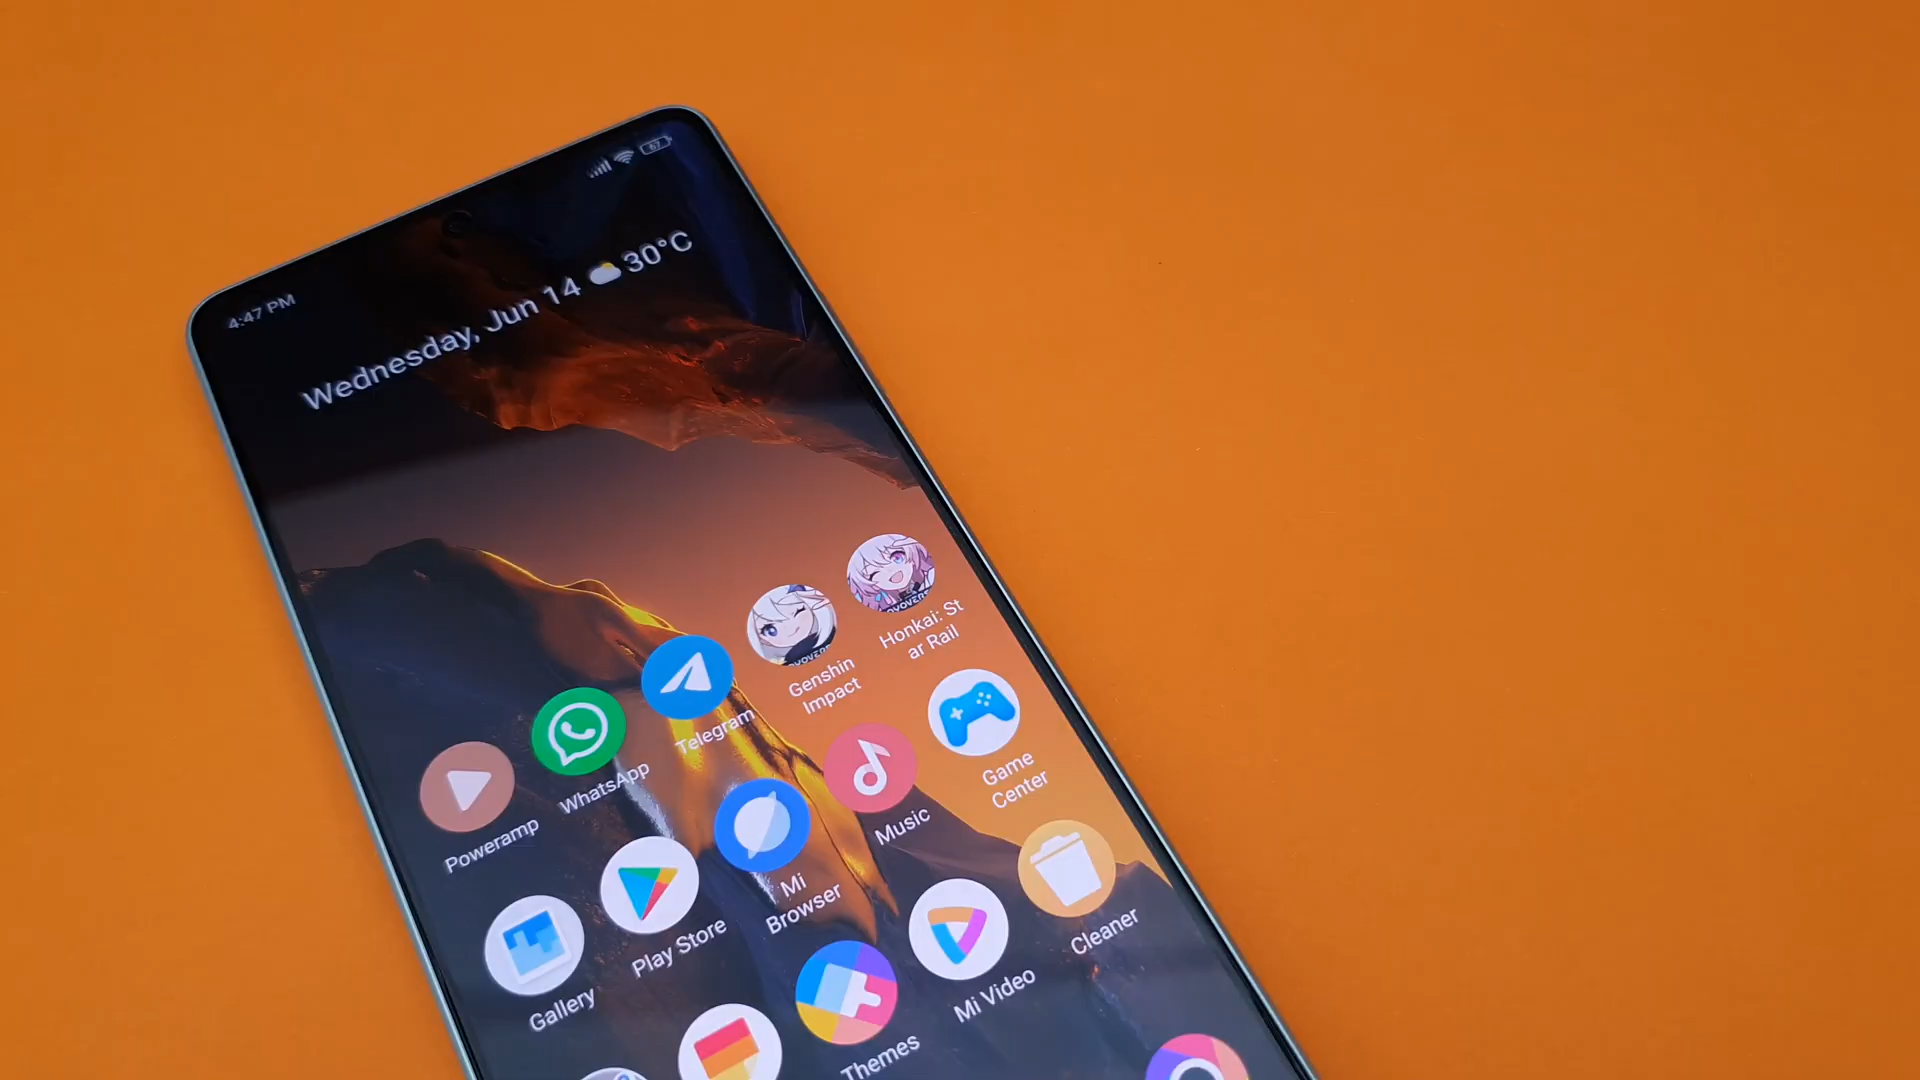 4:47 PM
67
Wednesday, Jun 14 30°C
Poweramp
WhatsApp
Telegram
Genshin
Impact
Honkai: St
ar Rail
Gallery
Play Store
Mi
Browser
Music
Game
Center
Themes
Mi Video
Cleaner